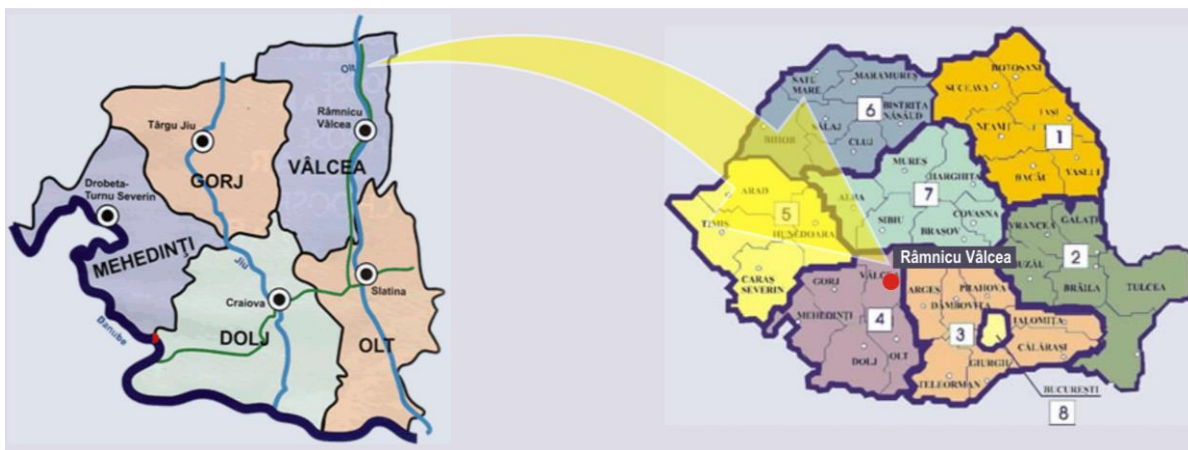 Olt
Râmnicu
Vâlcea
Târgu Jiu
GORJ
VÂLCEA
Drobeta-
Turnu Severin
MEHEDINȚI
Jiu
Danube
Craiova
DOLJ
Slatina
OLT
SATU
MARE
MARAMUREȘ
6
BISTRIȚA
NĂSĂUD
SĂLAJ
BIHOR
CLUJ
BOTOȘANI
SUCEAVA
IAȘI
NEAMȚ
1
BACĂU
VASLUI
MUREȘ
HARGHITA
7
ALBA
SIBIU
COVASNA
BRAȘOV
ARAD
5
TIMIȘ
HUNEDOARA
CARAȘ
SEVERIN
VRANCEA
GALAȚI
2
BUZĂU
BRĂILA
TULCEA
Râmnicu Vâlcea
GORJ
VÂLCEA
MEHEDINȚI
4
DOLJ
OLT
ARGEȘ
PRAHOVA
DÂMBOVIȚA
3
IALOMIȚA
CĂLĂRAȘI
GIURGIU
TELEORMAN
BUCUREȘTI
8